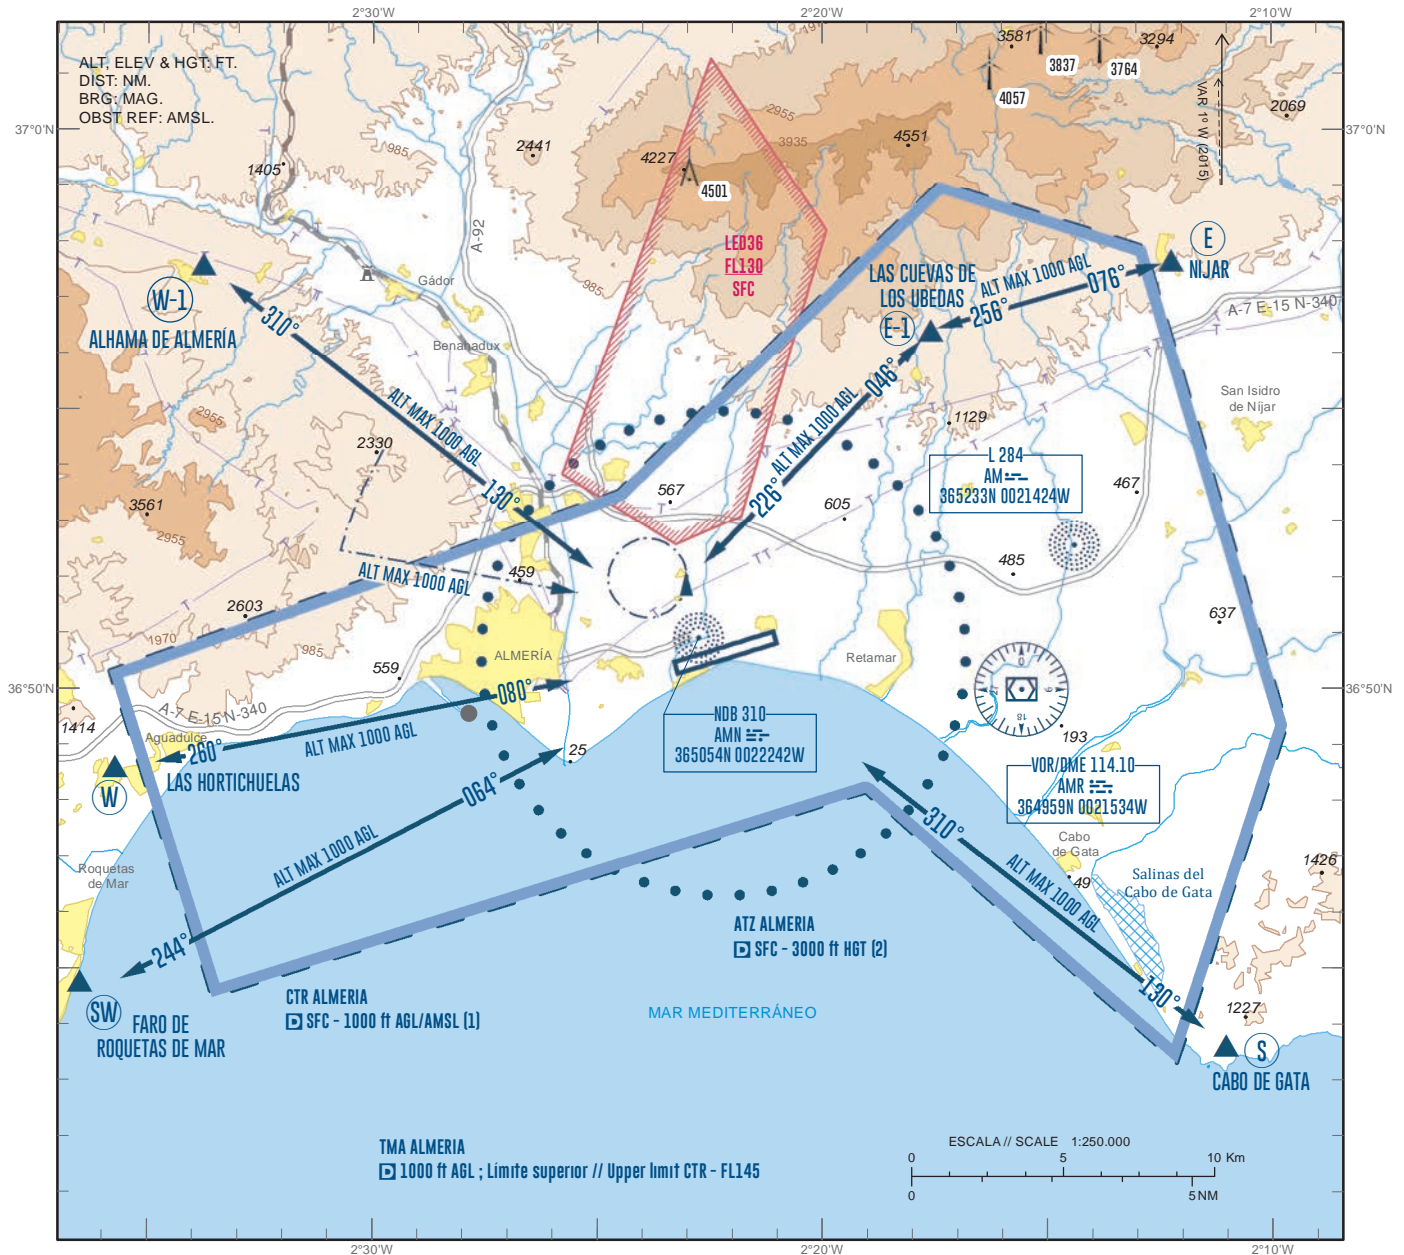 2°30'W
2°20'W
2°10'W
ALT, ELEV & HGT: FT.
DIST: NM.
BRG: MAG.
OBST REF: AMSL.
3581
3837
3764
3294
4057
VAR 1º W (2015)
2069
37°0'N
37°0'N
2955
3935
985
1405
2441
4227
4501
4551
A-92
LED36
FL130
SFC
E
NIJAR
LAS CUEVAS DE
LOS UBEDAS
ALT MAX 1000 AGL
076°
256°
E-1
A-7 E-15 N-340
W-1
ALHAMA DE ALMERÍA
310°
Gádor
985
Benahadux
ALT MAX 1000 AGL
130°
046°
ALT MAX 1000 AGL
226°
San Isidro
de Níjar
2955
2330
1129
L 284
AM
365233N 0021424W
467
3561
2955
567
605
485
ALT MAX 1000 AGL
459
2603
1970
985
637
ALMERÍA
559
Retamar
36°50'N
36°50'N
080°
A-7 E-15 N-340
1414
Aguadulce
260°
ALT MAX 1000 AGL
LAS HORTICHUELAS
W
NDB 310
AMN
365054N 0022242W
25
0
9
18
27
193
VOR/DME 114.10
AMR
364959N 0021534W
064°
ALT MAX 1000 AGL
310°
ALT MAX 1000 AGL
Cabo
de Gata
49
Roquetas
de Mar
1426
Salinas del
Cabo de Gata
ATZ ALMERIA
D SFC - 3000 ft HGT (2)
244°
130°
SW
FARO DE
ROQUETAS DE MAR
CTR ALMERIA
D SFC - 1000 ft AGL/AMSL (1)
MAR MEDITERRÁNEO
1227
S
CABO DE GATA
TMA ALMERIA
D 1000 ft AGL ; Límite superior // Upper limit CTR - FL145
ESCALA // SCALE 1:250.000
0
5
10 Km
0
5 NM
2°30'W
2°20'W
2°10'W